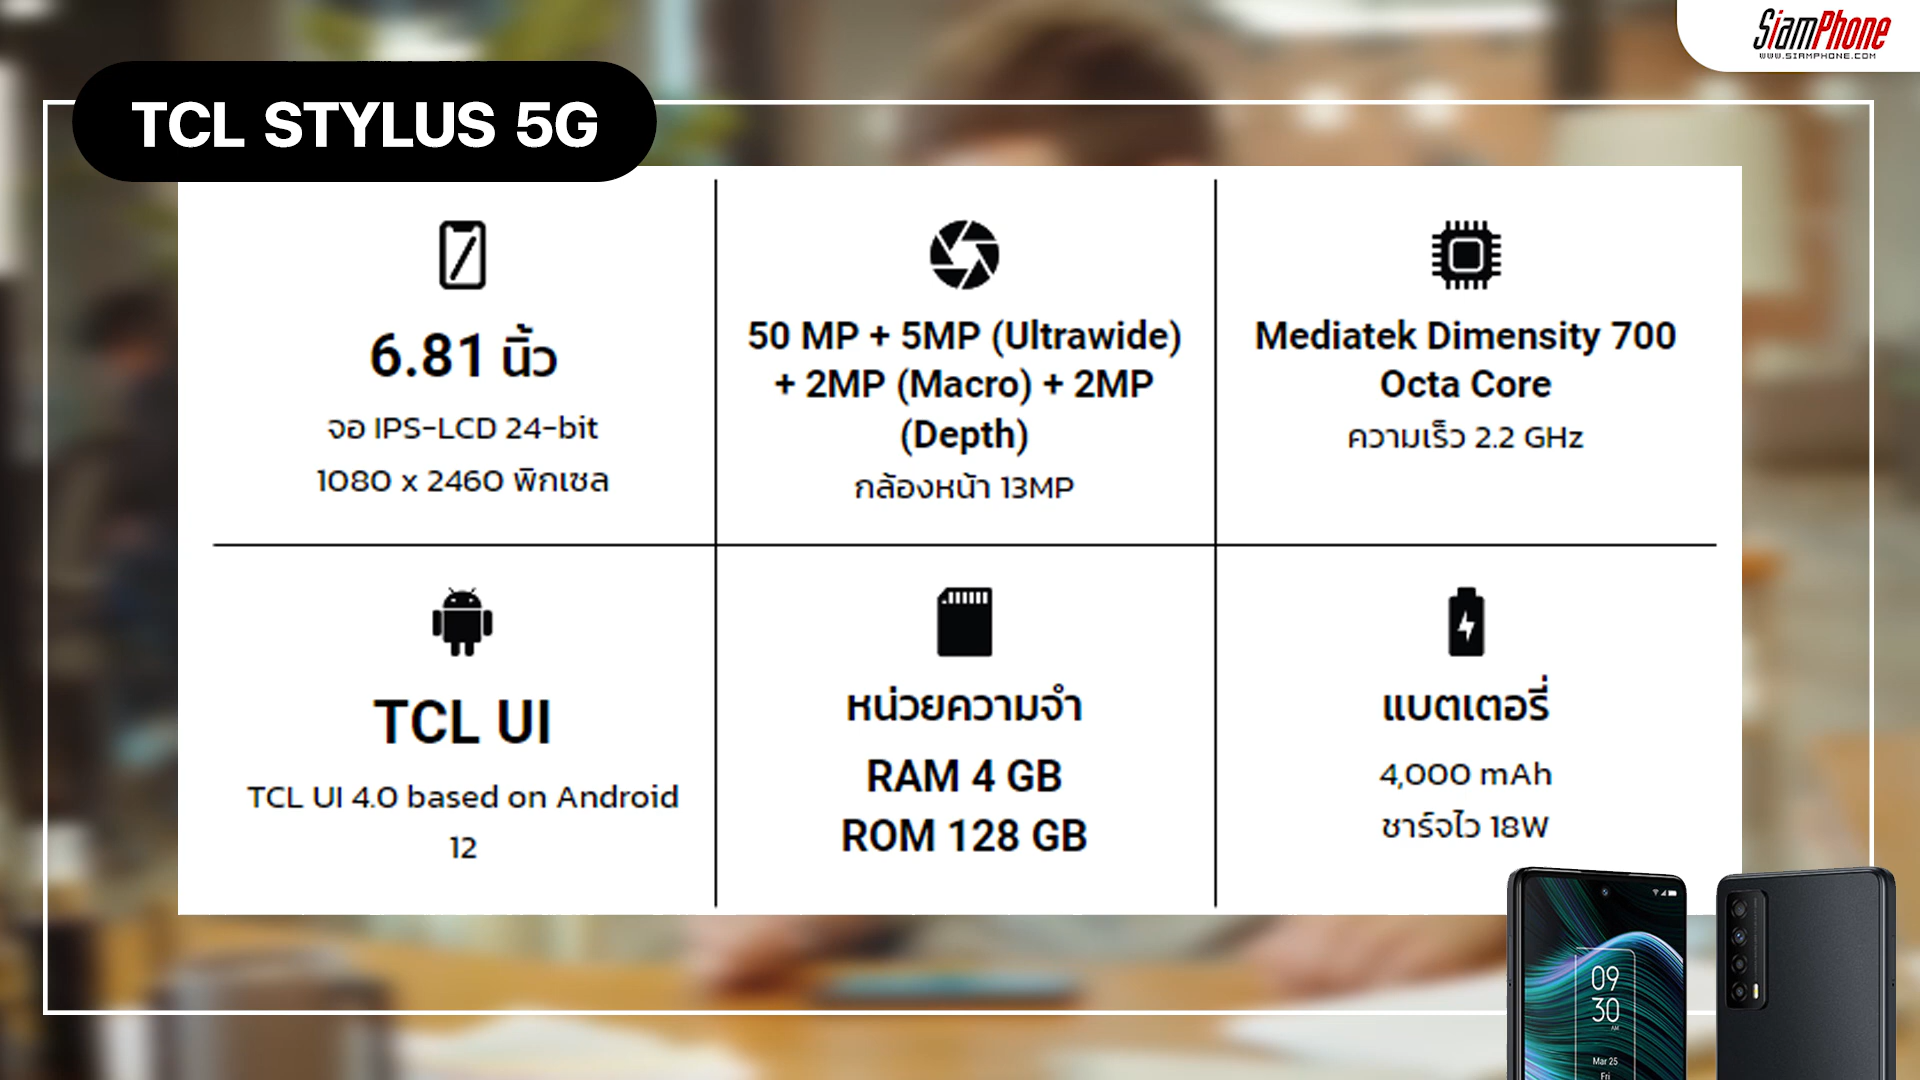 SiamPhone
WWW.SIAMPHONE.COM
TCL STYLUS 5G
6.81 นิ้ว
จอ IPS-LCD 24-bit
1080 x 2460 พิกเซล
50 MP + 5MP (Ultrawide)
+ 2MP (Macro) + 2MP
(Depth)
กล้องหน้า 13MP
Mediatek Dimensity 700
Octa Core
ความเร็ว 2.2 GHz
TCL UI
TCL UI 4.0 based on Android
12
หน่วยความจำ
RAM 4 GB
ROM 128 GB
แบตเตอรี่
4,000 mAh
ชาร์จไว 18W
09
30
AM
Mar 25
Fri